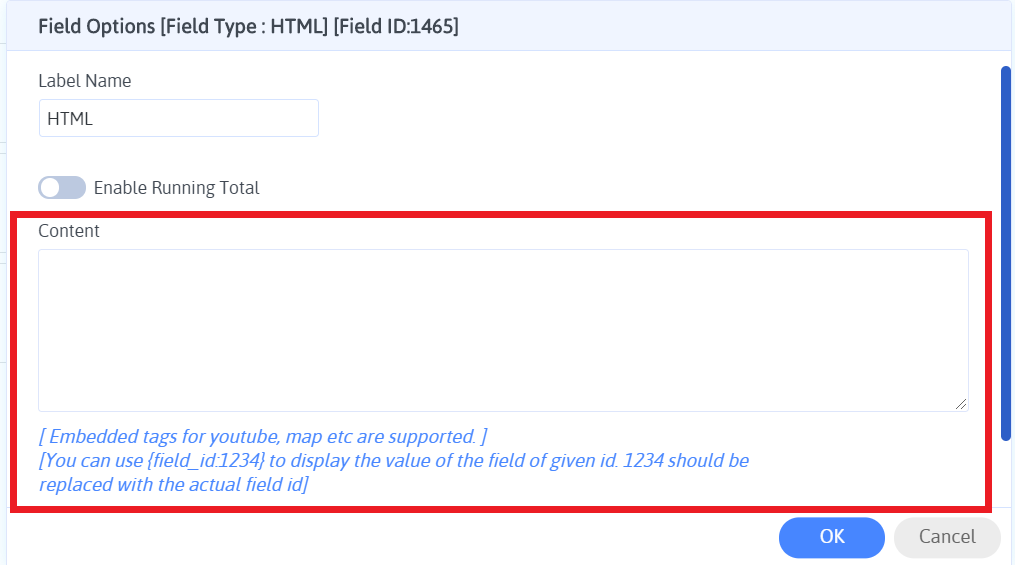 Field Options [Field Type : HTML] [Field ID:1465]
Label Name
HTML
Enable Running Total
Content
[ Embedded tags for youtube, map etc are supported. ]
[You can use {field_id:1234} to display the value of the field of given id. 1234 should be
replaced with the actual field id]
OK
Cancel